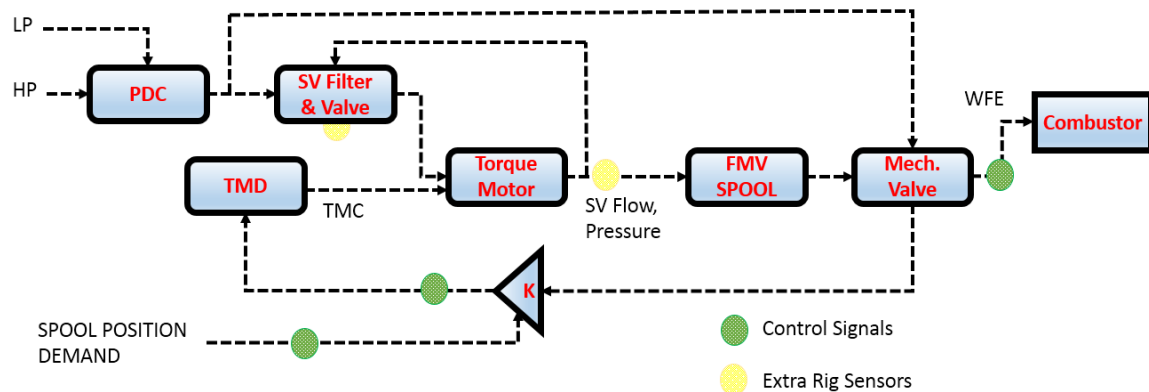 LP
HP
PDC
SV Filter
& Valve
WFE
Combustor
TMD
TMC
Torque
Motor
SV Flow,
Pressure
FMV
SPOOL
Mech.
Valve
K
SPOOL POSITION
DEMAND
Control Signals
Extra Rig Sensors